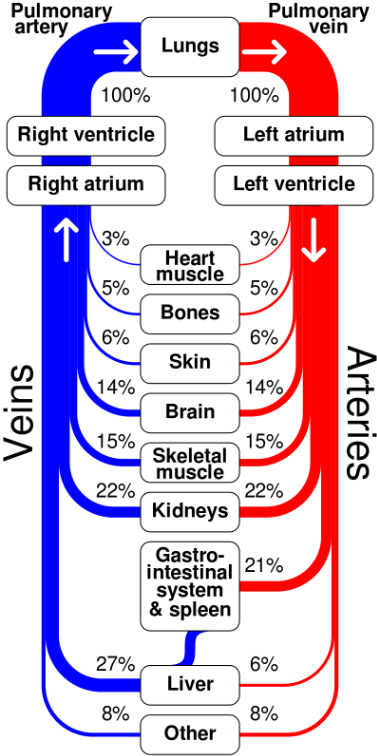 Pulmonary
artery
Pulmonary
vein
Lungs
100%
100%
Right ventricle
Left atrium
Right atrium
Left ventricle
3%
3%
Heart
muscle
5%
5%
Bones
6%
6%
Skin
14%
14%
Brain
Veins
Arteries
15%
15%
Skeletal
muscle
22%
22%
Kidneys
Gastro-
intestinal
system
& spleen
21%
27%
6%
Liver
8%
8%
Other